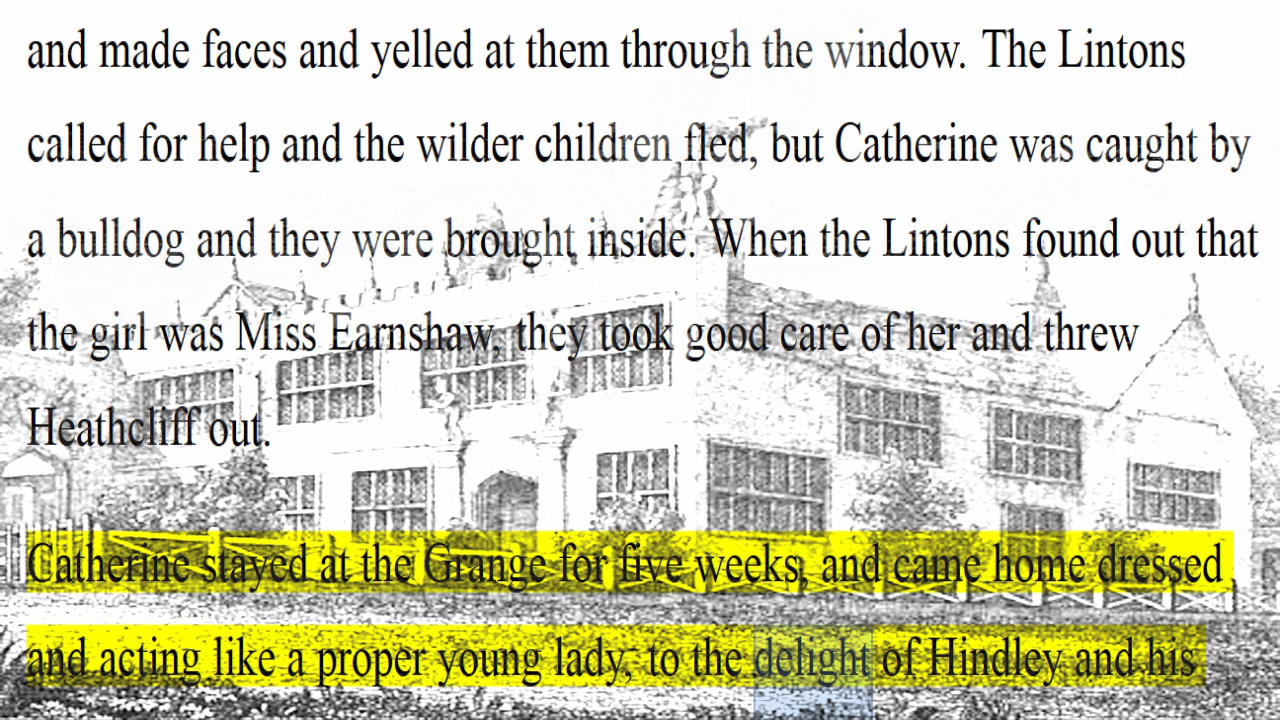 and made faces and yelled at them through the window. The Lintons
called for help and the wilder children fled, but Catherine was caught by
a bulldog and they were brought inside. When the Lintons found out that
the girl was Miss Earnshaw, they took good care of her and threw
Heathcliff out.
Catherine stayed at the Grange for five weeks, and came home dressed
and acting like a proper young lady, to the delight of Hindley and his